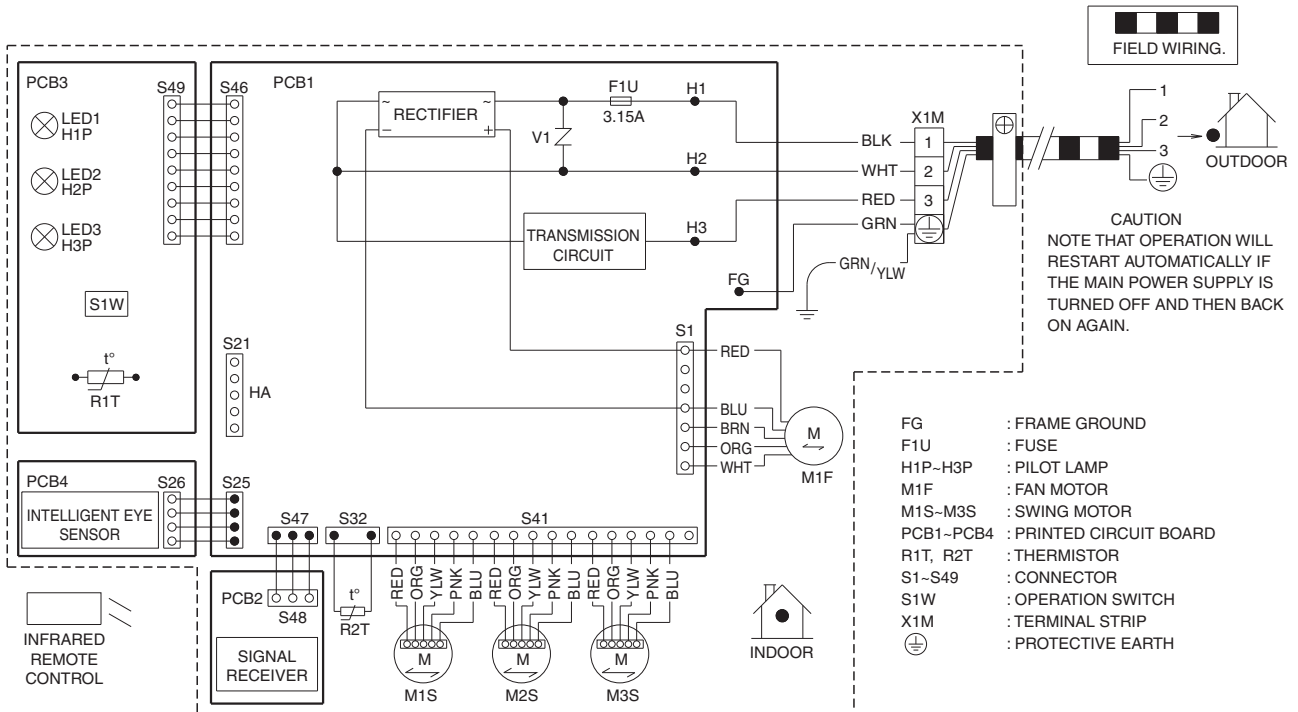 FIELD WIRING.
PCB3
S49
S46
PCB1
F1U
3.15A
H1
LED1
H1P
LED2
H2P
LED3
H3P
S1W
t°
R1T
~
~
RECTIFIER
−
+
V1
H2
TRANSMISSION
CIRCUIT
H3
FG
X1M
BLK
1
WHT
2
RED
3
GRN
GRN/YLW
1
2
3
OUTDOOR
CAUTION
NOTE THAT OPERATION WILL
RESTART AUTOMATICALLY IF
THE MAIN POWER SUPPLY IS
TURNED OFF AND THEN BACK
ON AGAIN.
S21
HA
S1
RED
BLU
BRN
ORG
WHT
M
M1F
PCB4
S26
S25
INTELLIGENT EYE
SENSOR
S47
S32
S41
RED
ORG
YLW
PNK
BLU
RED
ORG
YLW
PNK
BLU
RED
ORG
YLW
PNK
BLU
PCB2
S48
SIGNAL
RECEIVER
t°
R2T
M
M1S
M
M2S
M
M3S
INDOOR
INFRARED
REMOTE
CONTROL
FG : FRAME GROUND
F1U : FUSE
H1P~H3P : PILOT LAMP
M1F : FAN MOTOR
M1S~M3S : SWING MOTOR
PCB1~PCB4 : PRINTED CIRCUIT BOARD
R1T, R2T : THERMISTOR
S1~S49 : CONNECTOR
S1W : OPERATION SWITCH
X1M : TERMINAL STRIP
: PROTECTIVE EARTH